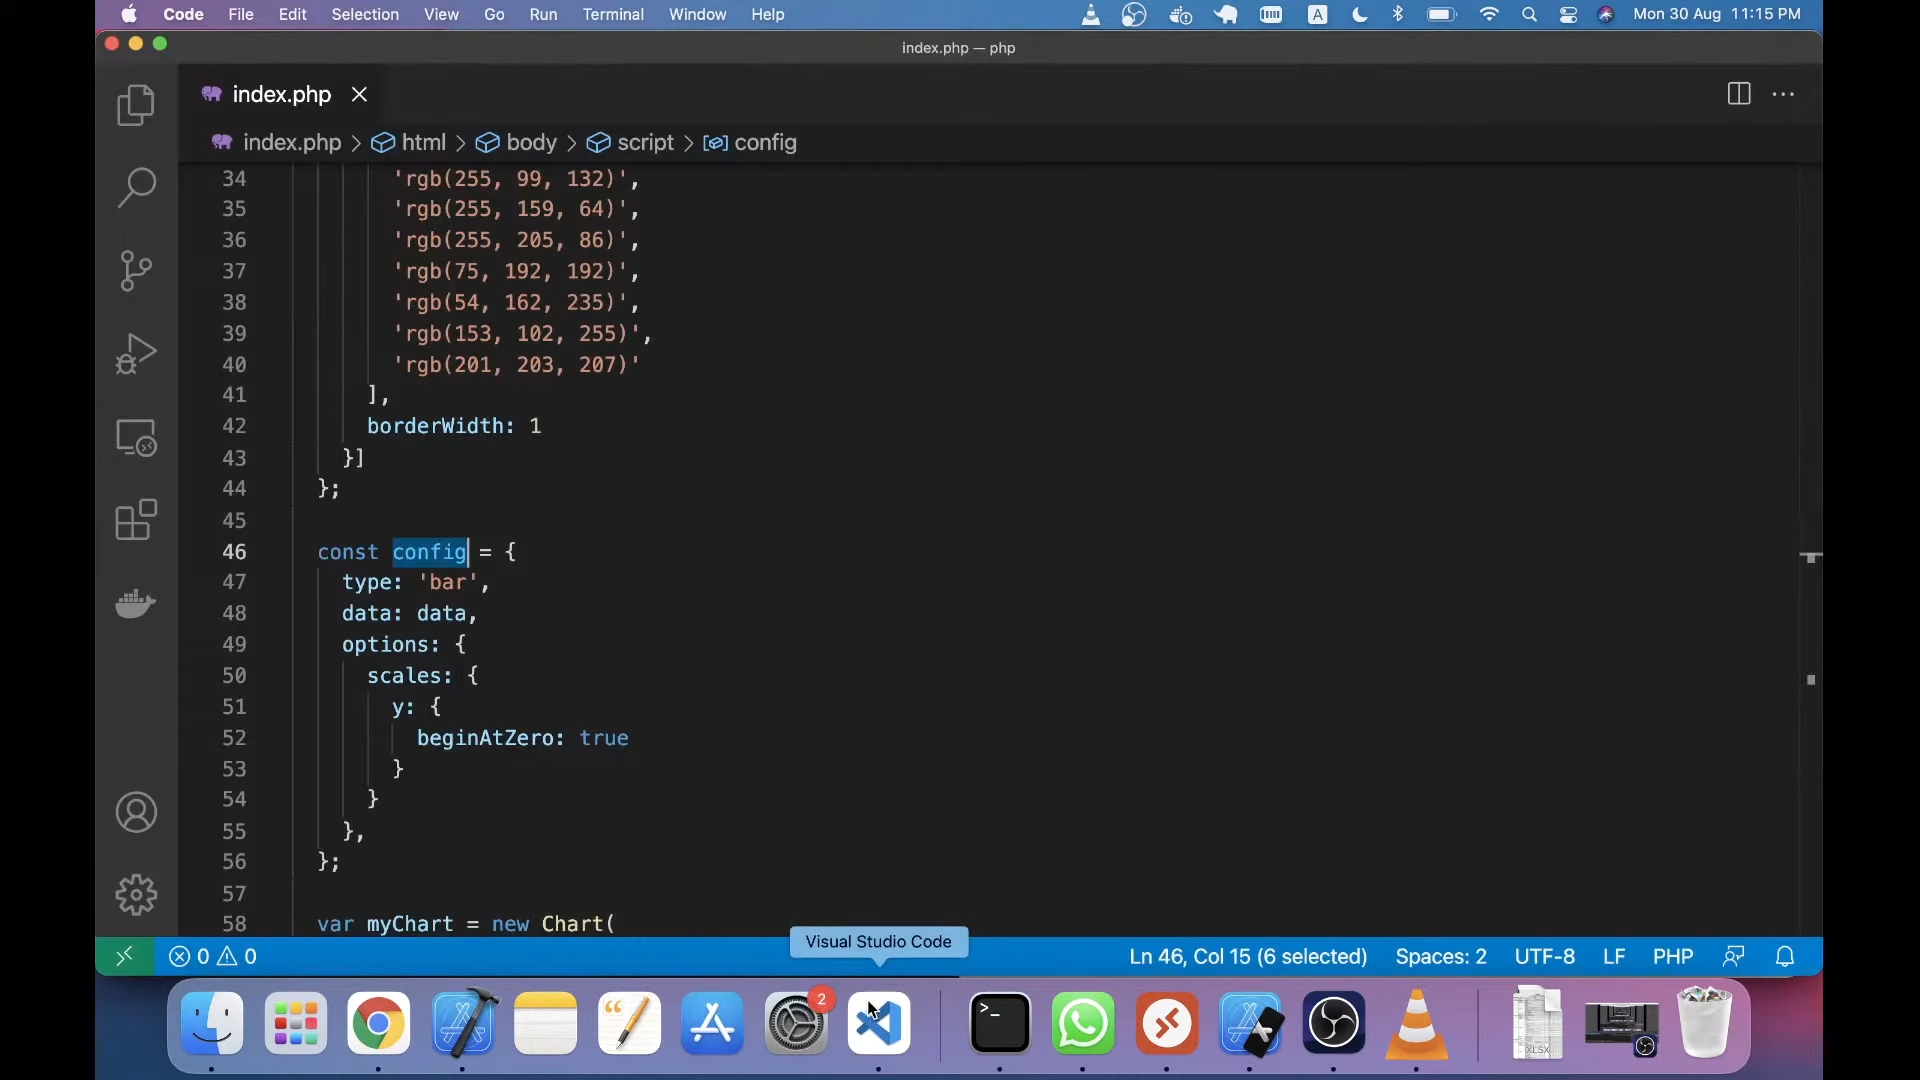 Code File Edit Selection View Go Run Terminal Window Help A Mon 30 Aug 11:15 PM
index.php — php
index.php
index.php > html > body > script > config
34 'rgb(255, 99, 132)',
35 'rgb(255, 159, 64)',
36 'rgb(255, 205, 86)',
37 'rgb(75, 192, 192)',
38 'rgb(54, 162, 235)',
39 'rgb(153, 102, 255)',
40 'rgb(201, 203, 207)'
41 ],
42 borderWidth: 1
43 }]
44 };
45
46 const config = {
47 type: 'bar',
48 data: data,
49 options: {
50 scales: {
51 y: {
52 beginAtZero: true
53 }
54 }
55 },
56 };
57
58 var myChart = new Chart(
Visual Studio Code
0 0 Ln 46, Col 15 (6 selected) Spaces: 2 UTF-8 LF PHP
2
>_
XLSX